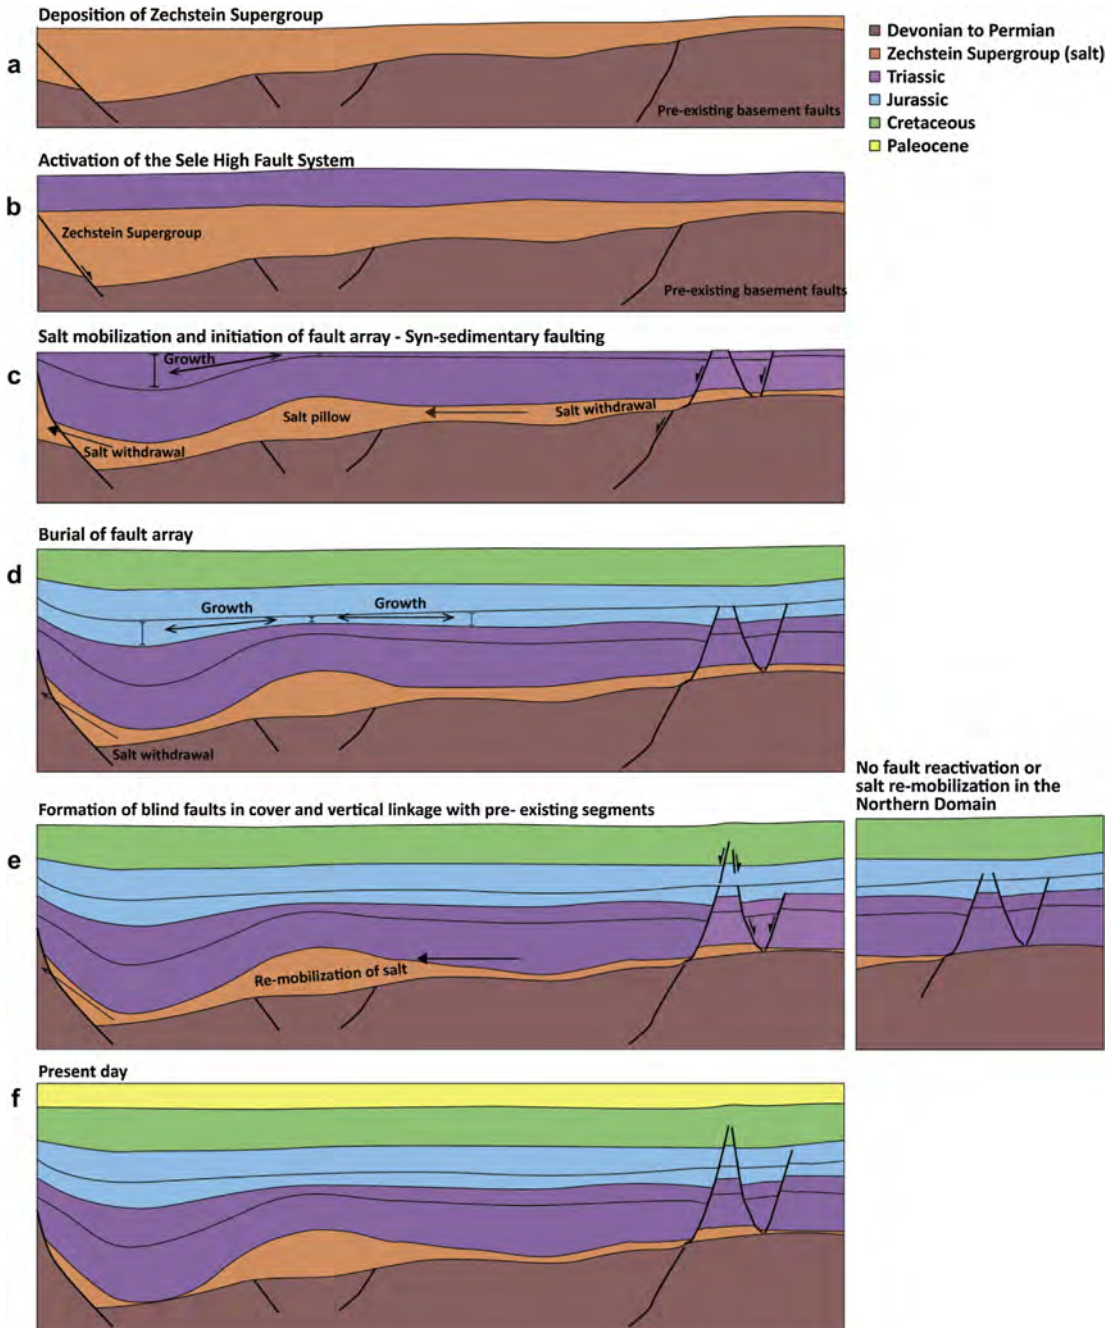 Deposition of Zechstein Supergroup
a
Pre-existing basement faults
Devonian to Permian
Zechstein Supergroup (salt)
Triassic
Jurassic
Cretaceous
Paleocene
Activation of the Sele High Fault System
b
Zechstein Supergroup
Pre-existing basement faults
Salt mobilization and initiation of fault array - Syn-sedimentary faulting
c
Growth
Salt pillow
Salt withdrawal
Salt withdrawal
Burial of fault array
d
Growth
Growth
Salt withdrawal
No fault reactivation or
salt re-mobilization in the
Northern Domain
Formation of blind faults in cover and vertical linkage with pre- existing segments
e
Re-mobilization of salt
Present day
f